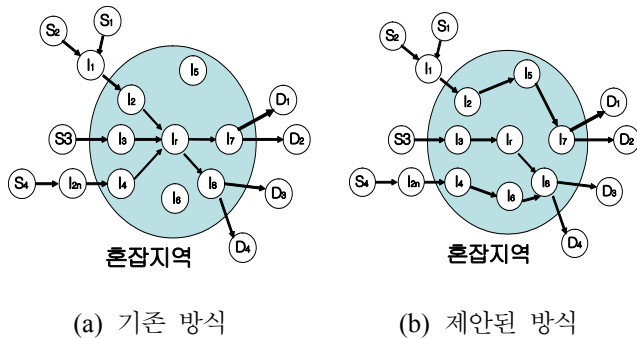 S1
S2
I1
I5
I2
D1
S3 I3 Ir I7 D2
S4 I2n I4 I8 D3
I6
D4
혼잡지역
(a) 기존 방식
S1
S2
I1
I5
I2
D1
S3 I3 Ir I7 D2
S4 I2n I4 I6 I8 D3
D4
혼잡지역
(b) 제안된 방식